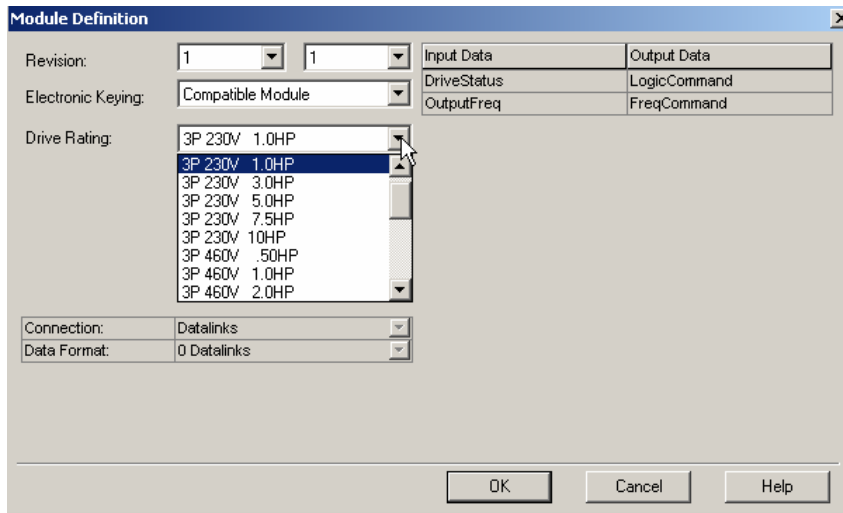 Module Definition
Revision: 1 1
Electronic Keying: Compatible Module
Drive Rating: 3P 230V 1.0HP
3P 230V 1.0HP
3P 230V 3.0HP
3P 230V 5.0HP
3P 230V 7.5HP
3P 230V 10HP
3P 460V .50HP
3P 460V 1.0HP
3P 460V 2.0HP
Connection: Datalinks
Data Format: 0 Datalinks
Input Data Output Data
DriveStatus LogicCommand
OutputFreq FreqCommand
OK Cancel Help